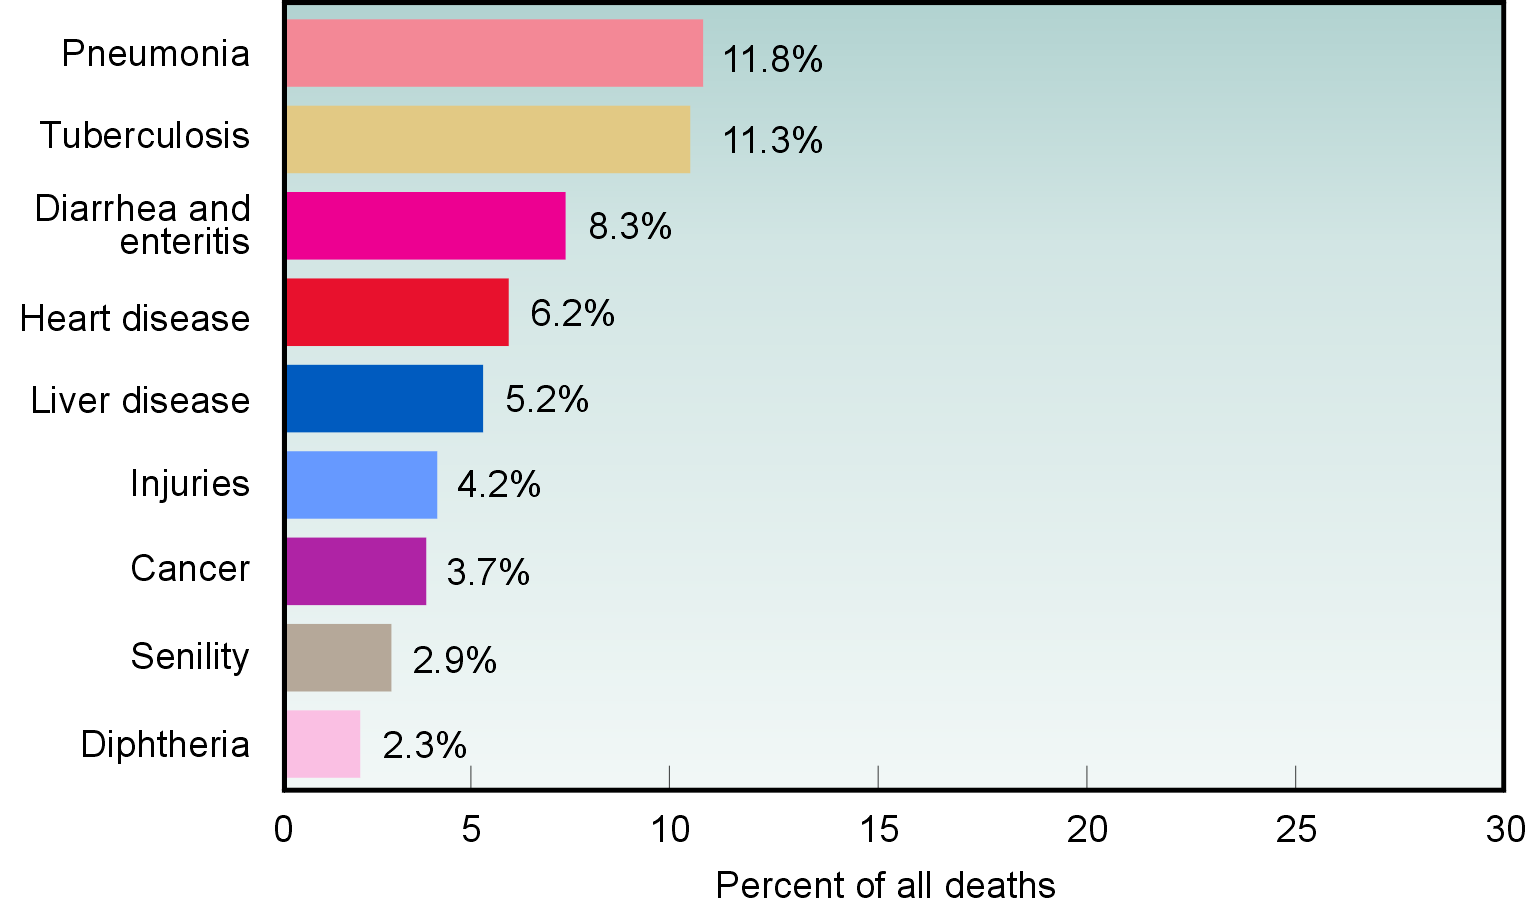 Pneumonia
11.8%
Tuberculosis
11.3%
Diarrhea and
enteritis
8.3%
Heart disease
6.2%
Liver disease
5.2%
Injuries
4.2%
Cancer
3.7%
Senility
2.9%
Diphtheria
2.3%
0 5 10 15 20 25 30
Percent of all deaths